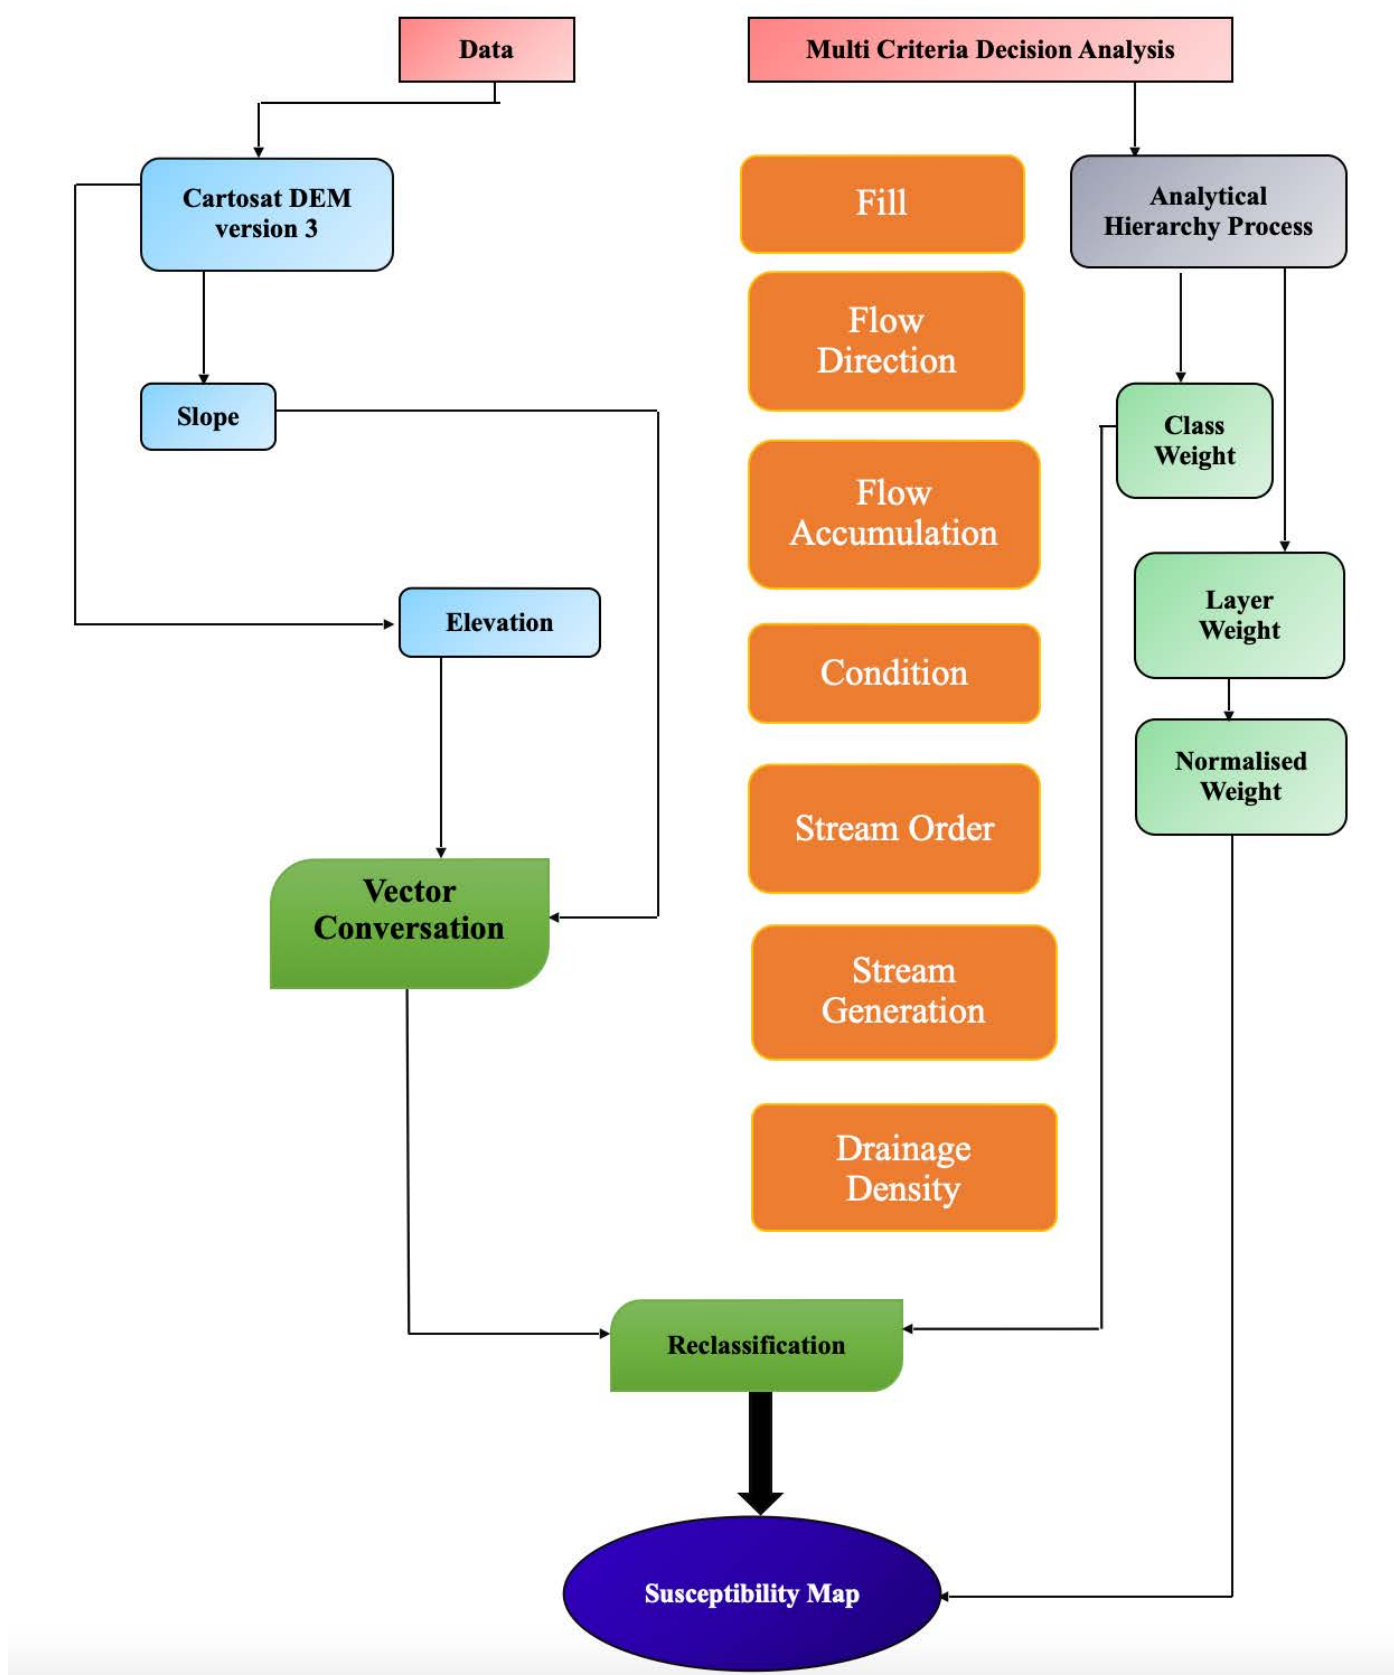 Data
Multi Criteria Decision Analysis
Cartosat DEM
version 3
Fill
Analytical
Hierarchy Process
Flow
Direction
Slope
Class
Weight
Flow
Accumulation
Elevation
Layer
Weight
Condition
Normalised
Weight
Stream Order
Vector
Conversation
Stream
Generation
Drainage
Density
Reclassification
Susceptibility Map